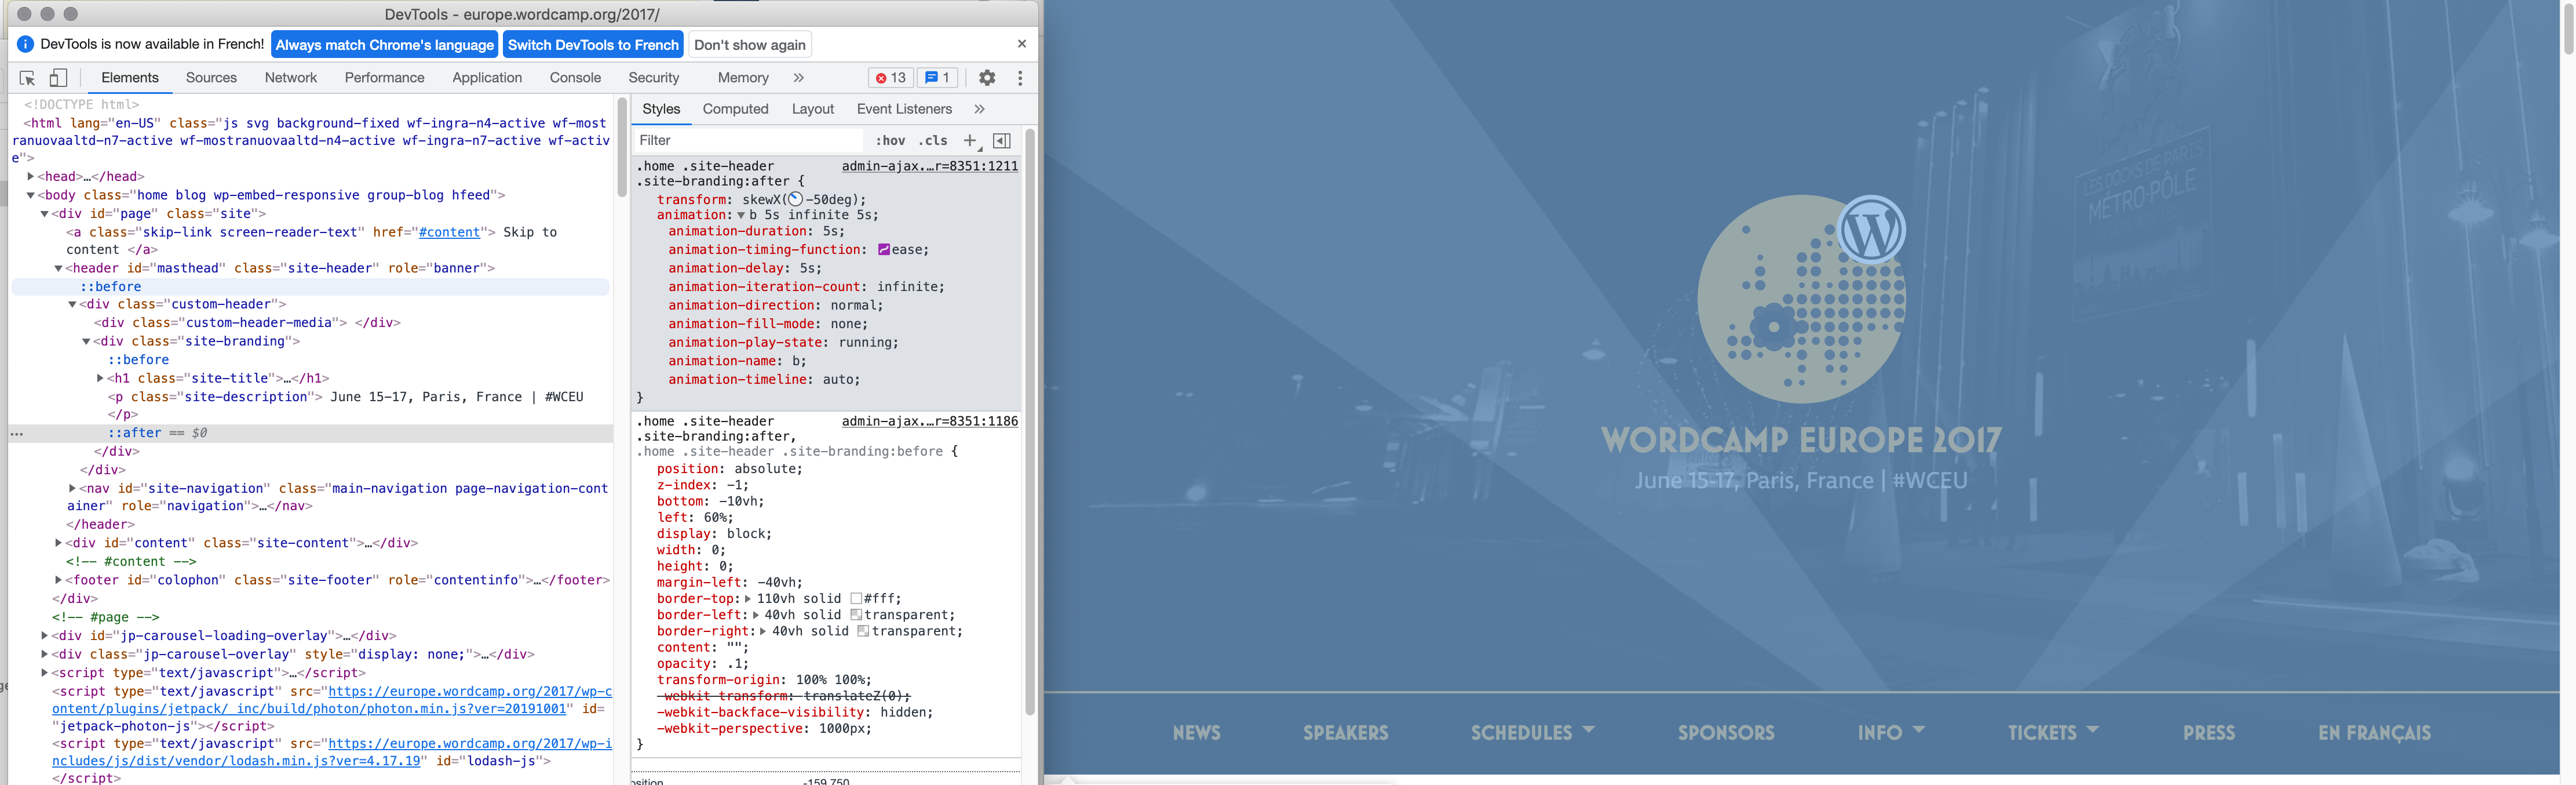 DevTools - europe.wordcamp.org/2017/
DevTools is now available in French! Always match Chrome's language Switch DevTools to French Don't show again ×
Elements Sources Network Performance Application Console Security Memory » 13 1
<!DOCTYPE html>
<html lang="en-US" class="js svg background-fixed wf-ingra-n4-active wf-most
ranuovaaltd-n7-active wf-mostranuovaaltd-n4-active wf-ingra-n7-active wf-activ
e">
<head>…</head>
<body class="home blog wp-embed-responsive group-blog hfeed">
<div id="page" class="site">
<a class="skip-link screen-reader-text" href="#content"> Skip to
content </a>
<header id="masthead" class="site-header" role="banner">
::before
<div class="custom-header">
<div class="custom-header-media"> </div>
<div class="site-branding">
::before
<h1 class="site-title">…</h1>
<p class="site-description"> June 15-17, Paris, France | #WCEU
</p>
::after == $0
</div>
</div>
<nav id="site-navigation" class="main-navigation page-navigation-cont
ainer" role="navigation">…</nav>
</header>
<div id="content" class="site-content">…</div>
<!-- #content -->
<footer id="colophon" class="site-footer" role="contentinfo">…</footer>
</div>
<!-- #page -->
<div id="jp-carousel-loading-overlay">…</div>
<div class="jp-carousel-overlay" style="display: none;">…</div>
<script type="text/javascript">…</script>
<script type="text/javascript" src="https://europe.wordcamp.org/2017/wp-c
ontent/plugins/jetpack/_inc/build/photon/photon.min.js?ver=20191001" id=
"jetpack-photon-js"></script>
<script type="text/javascript" src="https://europe.wordcamp.org/2017/wp-i
ncludes/js/dist/vendor/lodash.min.js?ver=4.17.19" id="lodash-js">
</script>
Styles Computed Layout Event Listeners »
Filter :hov .cls +
.home .site-header admin-ajax.…r=8351:1211
.site-branding:after {
transform: skewX(-50deg);
animation: b 5s infinite 5s;
animation-duration: 5s;
animation-timing-function: ease;
animation-delay: 5s;
animation-iteration-count: infinite;
animation-direction: normal;
animation-fill-mode: none;
animation-play-state: running;
animation-name: b;
animation-timeline: auto;
}
.home .site-header admin-ajax.…r=8351:1186
.site-branding:after,
.home .site-header .site-branding:before {
position: absolute;
z-index: -1;
bottom: -10vh;
left: 60%;
display: block;
width: 0;
height: 0;
margin-left: -40vh;
border-top: 110vh solid #fff;
border-left: 40vh solid transparent;
border-right: 40vh solid transparent;
content: "";
opacity: .1;
transform-origin: 100% 100%;
-webkit-transform: translateZ(0);
-webkit-backface-visibility: hidden;
-webkit-perspective: 1000px;
}
-159.750
LES DOCKS DE PARIS
MÉTRO-PÔLE
WORDCAMP EUROPE 2017
June 15-17, Paris, France | #WCEU
NEWS SPEAKERS SCHEDULES SPONSORS INFO TICKETS PRESS EN FRANÇAIS